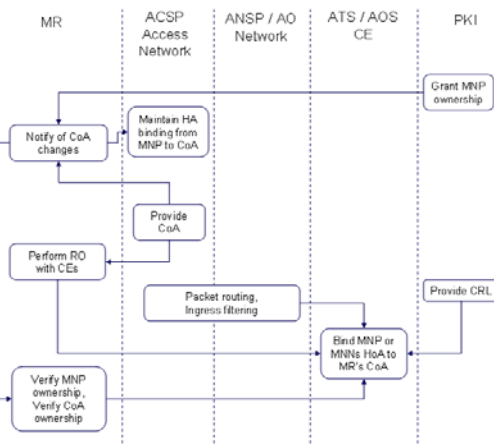 MR
ACSP
Access
Network
ANSP / AO
Network
ATS / AOS
CE
PKI
Grant MNP
ownership
Notify of CoA
changes
Maintain HA
binding from
MNP to CoA
Provide
CoA
Perform RO
with CEs
Packet routing,
Ingress filtering
Provide CRL
Bind MNP or
MNNs HoA to
MR's CoA
Verify MNP
ownership,
Verify CoA
ownership